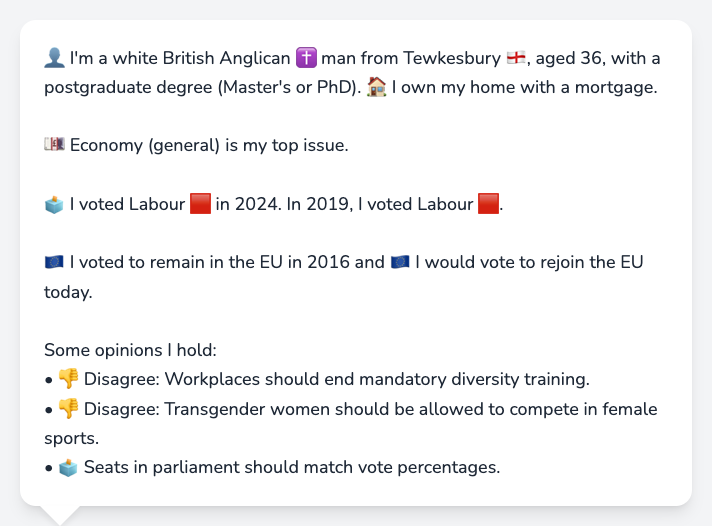 👤 I'm a white British Anglican ✝️ man from Tewkesbury 🏴󠁧󠁢󠁥󠁮󠁧󠁿, aged 36, with a
postgraduate degree (Master's or PhD). 🏠 I own my home with a mortgage.
💷 Economy (general) is my top issue.
🗳️ I voted Labour 🟥 in 2024. In 2019, I voted Labour 🟥.
🇪🇺 I voted to remain in the EU in 2016 and 🇪🇺 I would vote to rejoin the EU
today.
Some opinions I hold:
• 👎 Disagree: Workplaces should end mandatory diversity training.
• 👎 Disagree: Transgender women should be allowed to compete in female
sports.
• 🗳️ Seats in parliament should match vote percentages.